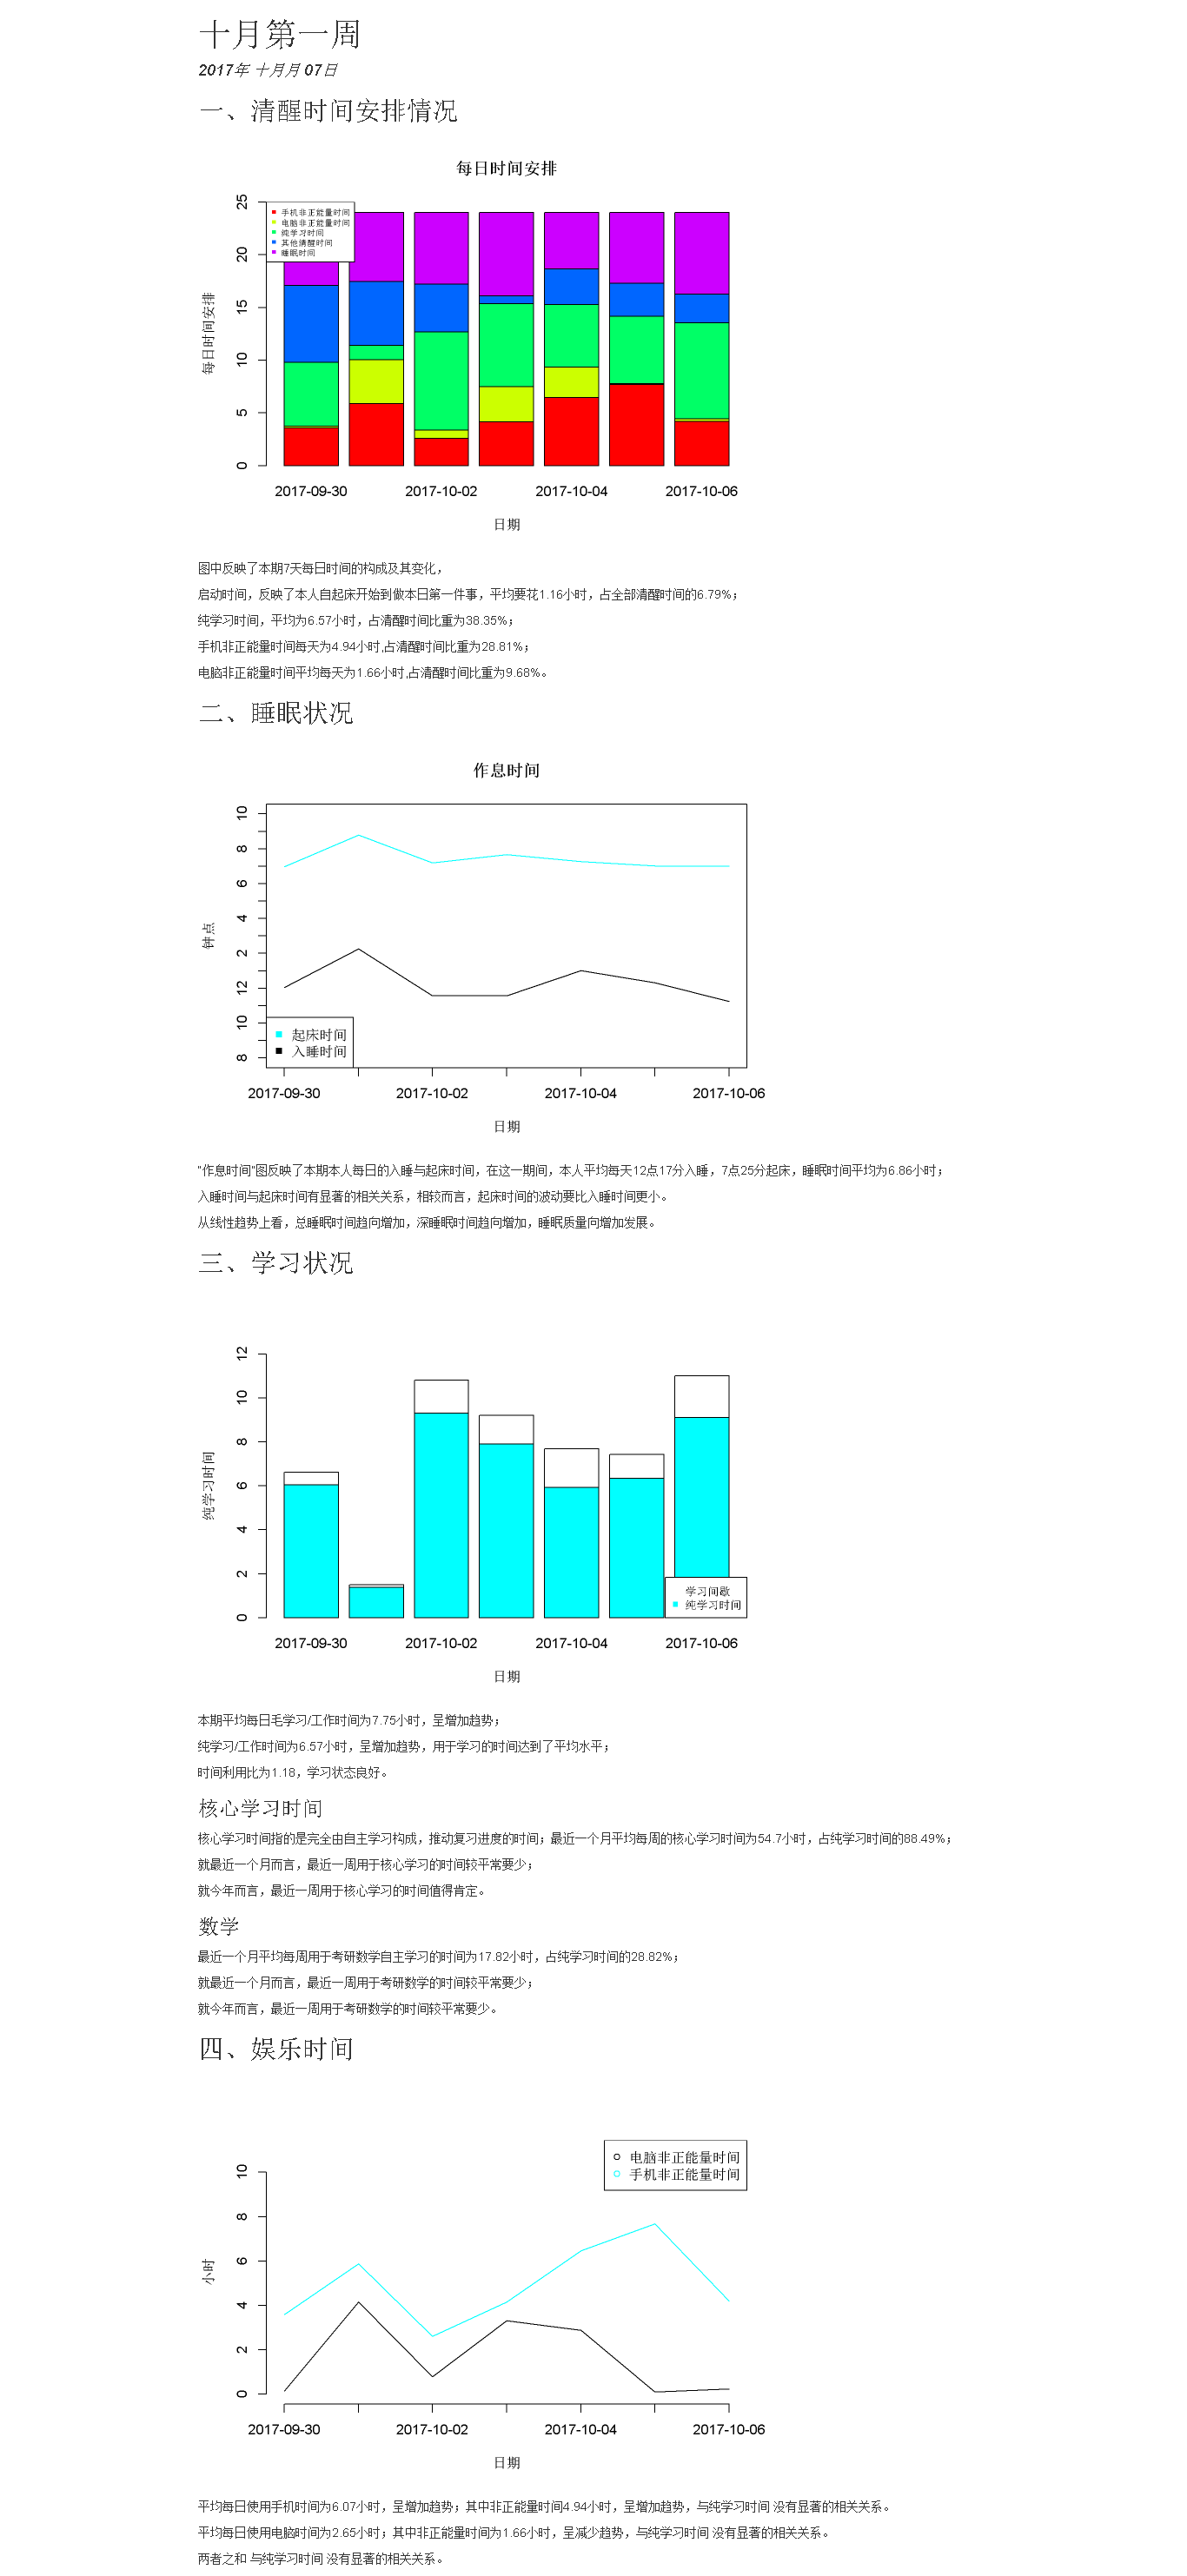 十月第一周
2017年 十月月 07日
一、清醒时间安排情况
每日时间安排
25
20
15
10
5
0
每日时间安排
手机非正能量时间
电脑非正能量时间
纯学习时间
其他清醒时间
睡眠时间
2017-09-30
2017-10-02
2017-10-04
2017-10-06
日期
图中反映了本期7天每日时间的构成及其变化，
启动时间，反映了本人自起床开始到做本日第一件事，平均要花1.16小时，占全部清醒时间的6.79%；
纯学习时间，平均为6.57小时，占清醒时间比重为38.35%；
手机非正能量时间每天为4.94小时,占清醒时间比重为28.81%；
电脑非正能量时间平均每天为1.66小时,占清醒时间比重为9.68%。
二、睡眠状况
作息时间
10
8
6
4
2
12
10
8
钟点
起床时间
入睡时间
2017-09-30
2017-10-02
2017-10-04
2017-10-06
日期
"作息时间"图反映了本期本人每日的入睡与起床时间，在这一期间，本人平均每天12点17分入睡，7点25分起床，睡眠时间平均为6.86小时；
入睡时间与起床时间有显著的相关关系，相较而言，起床时间的波动要比入睡时间更小。
从线性趋势上看，总睡眠时间趋向增加，深睡眠时间趋向增加，睡眠质量向增加发展。
三、学习状况
12
10
8
6
4
2
0
纯学习时间
学习间歇
纯学习时间
2017-09-30
2017-10-02
2017-10-04
2017-10-06
日期
本期平均每日毛学习/工作时间为7.75小时，呈增加趋势；
纯学习/工作时间为6.57小时，呈增加趋势，用于学习的时间达到了平均水平；
时间利用比为1.18，学习状态良好。
核心学习时间
核心学习时间指的是完全由自主学习构成，推动复习进度的时间；最近一个月平均每周的核心学习时间为54.7小时，占纯学习时间的88.49%；
就最近一个月而言，最近一周用于核心学习的时间较平常要少；
就今年而言，最近一周用于核心学习的时间值得肯定。
数学
最近一个月平均每周用于考研数学自主学习的时间为17.82小时，占纯学习时间的28.82%；
就最近一个月而言，最近一周用于考研数学的时间较平常要少；
就今年而言，最近一周用于考研数学的时间较平常要少。
四、娱乐时间
电脑非正能量时间
手机非正能量时间
10
8
6
4
2
0
小时
2017-09-30
2017-10-02
2017-10-04
2017-10-06
日期
平均每日使用手机时间为6.07小时，呈增加趋势；其中非正能量时间4.94小时，呈增加趋势，与纯学习时间 没有显著的相关关系。
平均每日使用电脑时间为2.65小时；其中非正能量时间为1.66小时，呈减少趋势，与纯学习时间 没有显著的相关关系。
两者之和 与纯学习时间 没有显著的相关关系。